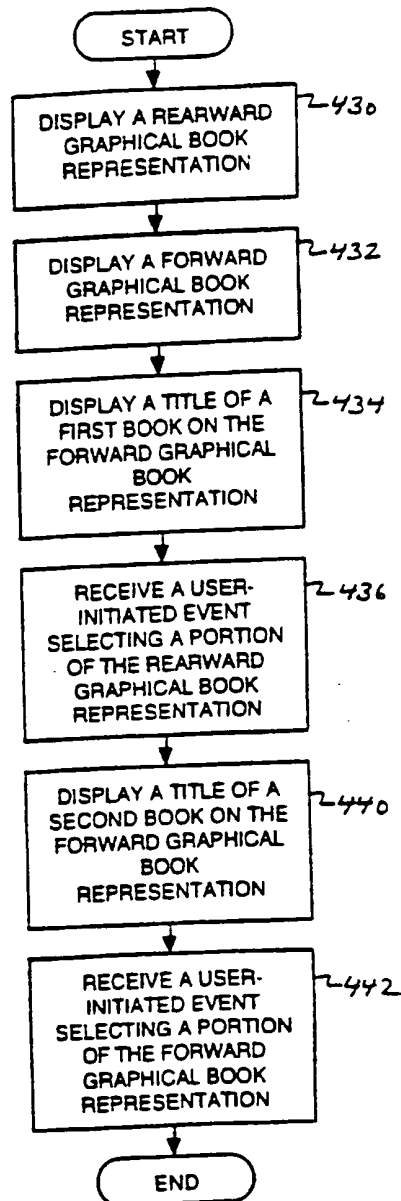 START
DISPLAY A REARWARD
GRAPHICAL BOOK
REPRESENTATION
430
DISPLAY A FORWARD
GRAPHICAL BOOK
REPRESENTATION
432
DISPLAY A TITLE OF A
FIRST BOOK ON THE
FORWARD GRAPHICAL
BOOK
REPRESENTATION
434
RECEIVE A USER-
INITIATED EVENT
SELECTING A PORTION
OF THE REARWARD
GRAPHICAL BOOK
REPRESENTATION
436
DISPLAY A TITLE OF A
SECOND BOOK ON THE
FORWARD GRAPHICAL
BOOK
REPRESENTATION
440
RECEIVE A USER-
INITIATED EVENT
SELECTING A PORTION
OF THE FORWARD
GRAPHICAL BOOK
REPRESENTATION
442
END